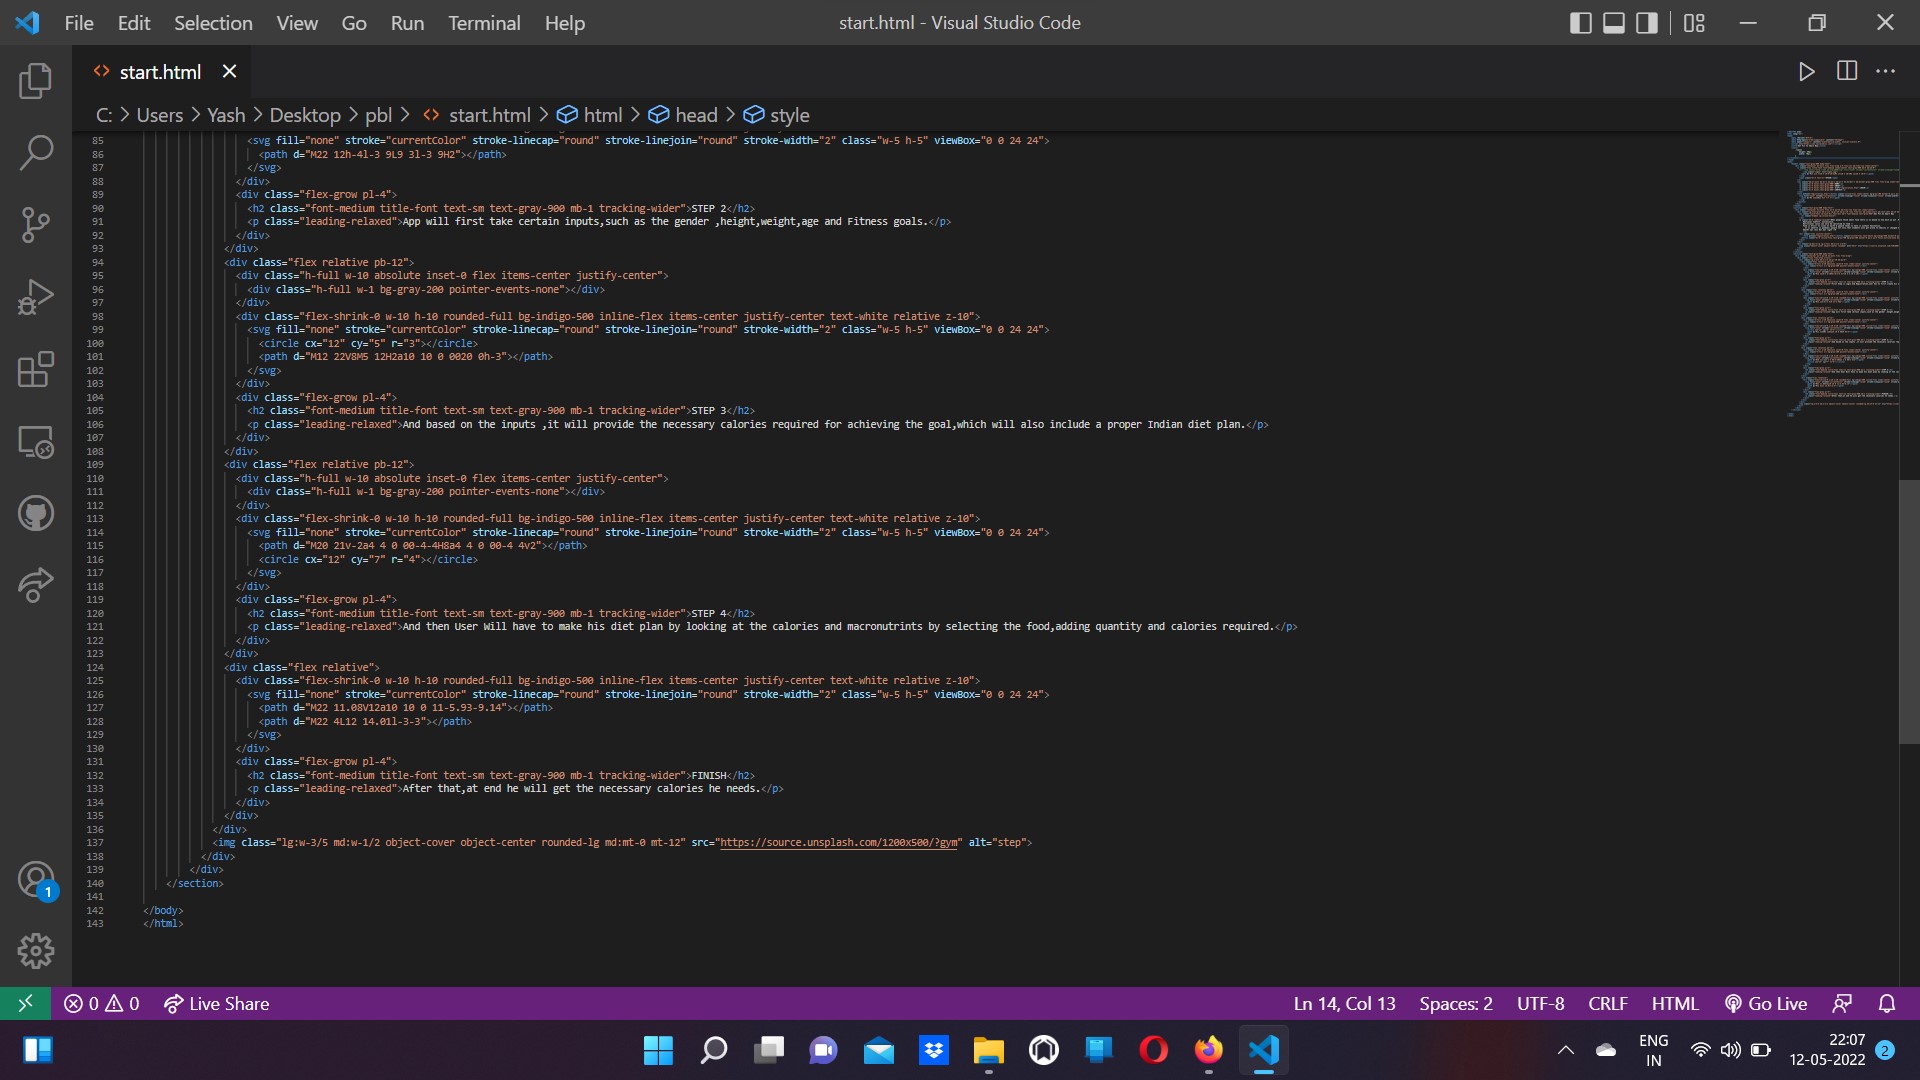 File Edit Selection View Go Run Terminal Help
start.html - Visual Studio Code
start.html
C: > Users > Yash > Desktop > pbl > start.html > html > head > style
85 <svg fill="none" stroke="currentColor" stroke-linecap="round" stroke-linejoin="round" stroke-width="2" class="w-5 h-5" viewBox="0 0 24 24">
86 <path d="M22 12h-4l-3 9L9 3l-3 9H2"></path>
87 </svg>
88 </div>
89 <div class="flex-grow pl-4">
90 <h2 class="font-medium title-font text-sm text-gray-900 mb-1 tracking-wider">STEP 2</h2>
91 <p class="leading-relaxed">App will first take certain inputs,such as the gender ,height,weight,age and Fitness goals.</p>
92 </div>
93 </div>
94 <div class="flex relative pb-12">
95 <div class="h-full w-10 absolute inset-0 flex items-center justify-center">
96 <div class="h-full w-1 bg-gray-200 pointer-events-none"></div>
97 </div>
98 <div class="flex-shrink-0 w-10 h-10 rounded-full bg-indigo-500 inline-flex items-center justify-center text-white relative z-10">
99 <svg fill="none" stroke="currentColor" stroke-linecap="round" stroke-linejoin="round" stroke-width="2" class="w-5 h-5" viewBox="0 0 24 24">
100 <circle cx="12" cy="5" r="3"></circle>
101 <path d="M12 22V8M5 12H2a10 10 0 0020 0h-3"></path>
102 </svg>
103 </div>
104 <div class="flex-grow pl-4">
105 <h2 class="font-medium title-font text-sm text-gray-900 mb-1 tracking-wider">STEP 3</h2>
106 <p class="leading-relaxed">And based on the inputs ,it will provide the necessary calories required for achieving the goal,which will also include a proper Indian diet plan.</p>
107 </div>
108 </div>
109 <div class="flex relative pb-12">
110 <div class="h-full w-10 absolute inset-0 flex items-center justify-center">
111 <div class="h-full w-1 bg-gray-200 pointer-events-none"></div>
112 </div>
113 <div class="flex-shrink-0 w-10 h-10 rounded-full bg-indigo-500 inline-flex items-center justify-center text-white relative z-10">
114 <svg fill="none" stroke="currentColor" stroke-linecap="round" stroke-linejoin="round" stroke-width="2" class="w-5 h-5" viewBox="0 0 24 24">
115 <path d="M20 21v-2a4 4 0 00-4-4H8a4 4 0 00-4 4v2"></path>
116 <circle cx="12" cy="7" r="4"></circle>
117 </svg>
118 </div>
119 <div class="flex-grow pl-4">
120 <h2 class="font-medium title-font text-sm text-gray-900 mb-1 tracking-wider">STEP 4</h2>
121 <p class="leading-relaxed">And then User Will have to make his diet plan by looking at the calories and macronutrints by selecting the food,adding quantity and calories required.</p>
122 </div>
123 </div>
124 <div class="flex relative">
125 <div class="flex-shrink-0 w-10 h-10 rounded-full bg-indigo-500 inline-flex items-center justify-center text-white relative z-10">
126 <svg fill="none" stroke="currentColor" stroke-linecap="round" stroke-linejoin="round" stroke-width="2" class="w-5 h-5" viewBox="0 0 24 24">
127 <path d="M22 11.08V12a10 10 0 11-5.93-9.14"></path>
128 <path d="M22 4L12 14.01l-3-3"></path>
129 </svg>
130 </div>
131 <div class="flex-grow pl-4">
132 <h2 class="font-medium title-font text-sm text-gray-900 mb-1 tracking-wider">FINISH</h2>
133 <p class="leading-relaxed">After that,at end he will get the necessary calories he needs.</p>
134 </div>
135 </div>
136 </div>
137 <img class="lg:w-3/5 md:w-1/2 object-cover object-center rounded-lg md:mt-0 mt-12" src="https://source.unsplash.com/1200x500/?gym" alt="step">
138 </div>
139 </div>
140 </section>
141
142 </body>
143 </html>
1
0 0 Live Share
Ln 14, Col 13 Spaces: 2 UTF-8 CRLF HTML Go Live
ENG
IN
22:07
12-05-2022
2